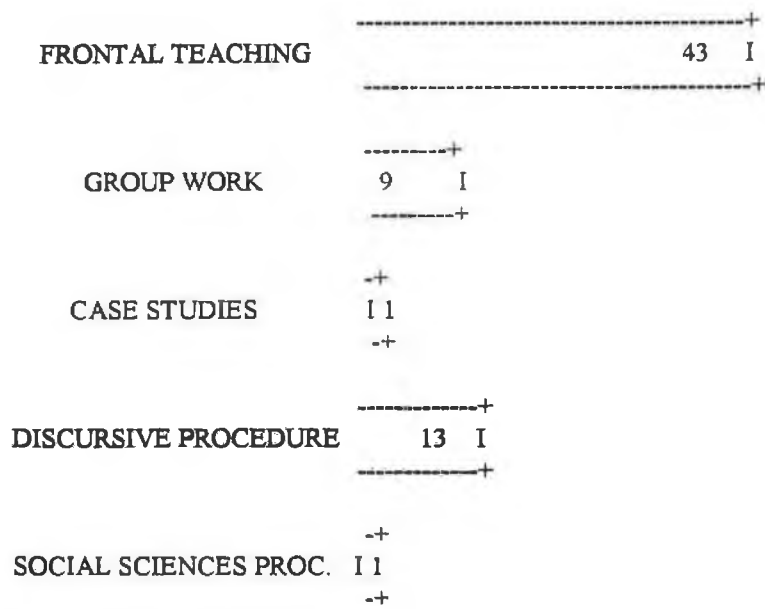 FRONTAL TEACHING 43 I
GROUP WORK 9 I
CASE STUDIES I 1
DISCURSIVE PROCEDURE 13 I
SOCIAL SCIENCES PROC. I 1